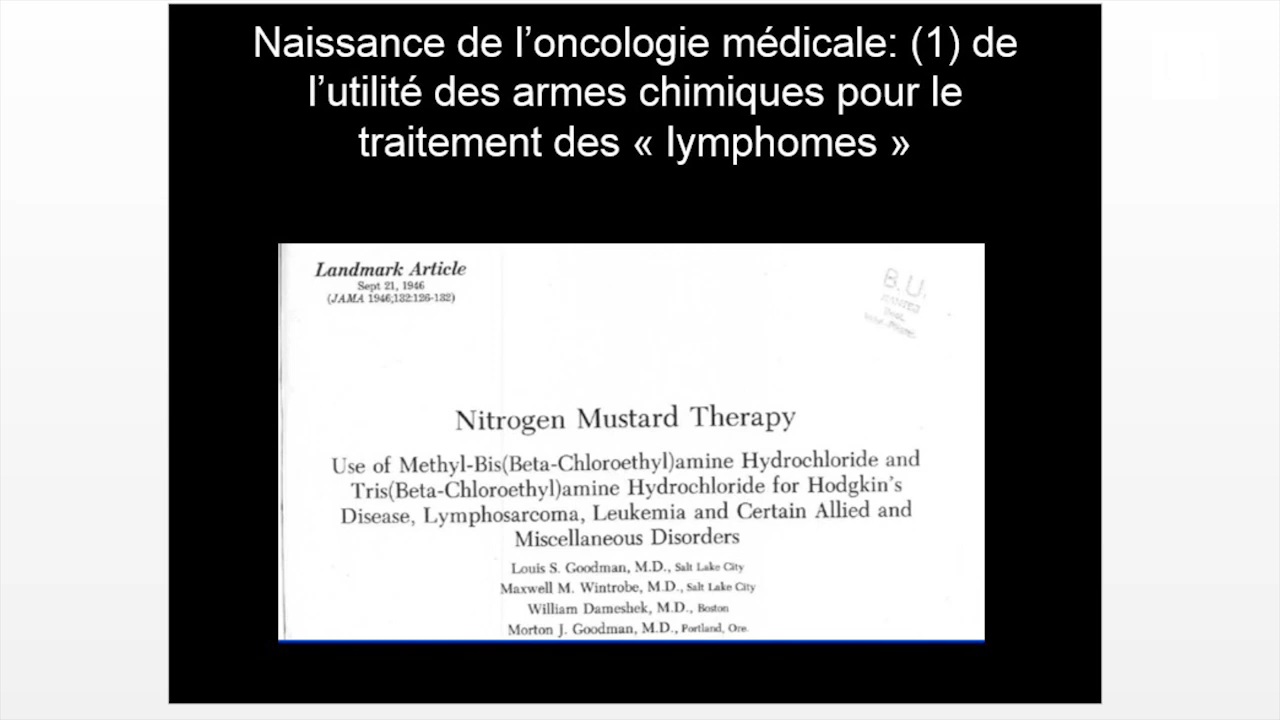 Naissance de l’oncologie médicale: (1) de
l’utilité des armes chimiques pour le
traitement des « lymphomes »
Landmark Article
Sept 21, 1946
(JAMA 1946;132:126-132)
B.U.
Nitrogen Mustard Therapy
Use of Methyl-Bis(Beta-Chloroethyl)amine Hydrochloride and
Tris(Beta-Chloroethyl)amine Hydrochloride for Hodgkin's
Disease, Lymphosarcoma, Leukemia and Certain Allied and
Miscellaneous Disorders
Louis S. Goodman, M.D., Salt Lake City
Maxwell M. Wintrobe, M.D., Salt Lake City
William Dameshek, M.D., Boston
Morton J. Goodman, M.D., Portland, Ore.